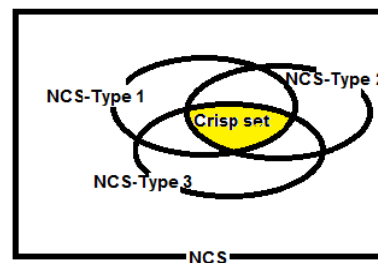 NCS-Type 1
NCS-Type 2
Crisp set
NCS-Type 3
NCS